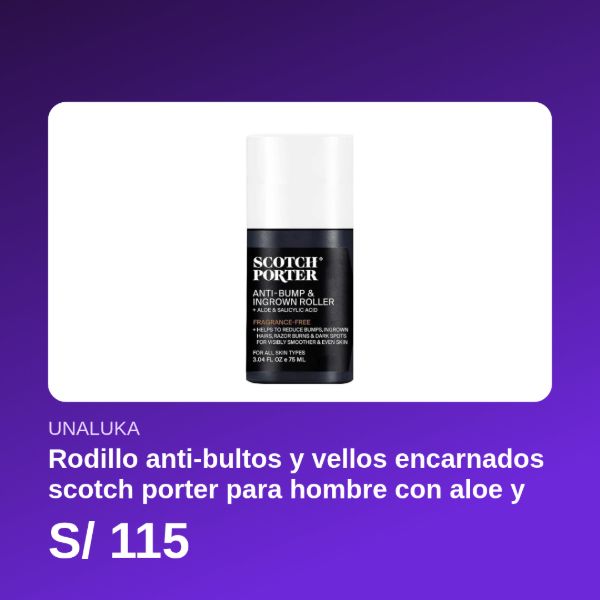 SCOTCH
PORTER
ANTI-BUMP &
INGROWN ROLLER
+ ALOE & SALICYLIC ACID
FRAGRANCE-FREE
+ HELPS TO REDUCE BUMPS, INGROWN
HAIRS, RAZOR BURNS & DARK SPOTS
FOR VISIBLY SMOOTHER & EVEN SKIN
FOR ALL SKIN TYPES
3.04 FL OZ e 75 ML
UNALUKA
Rodillo anti-bultos y vellos encarnados
scotch porter para hombre con aloe y
S/ 115